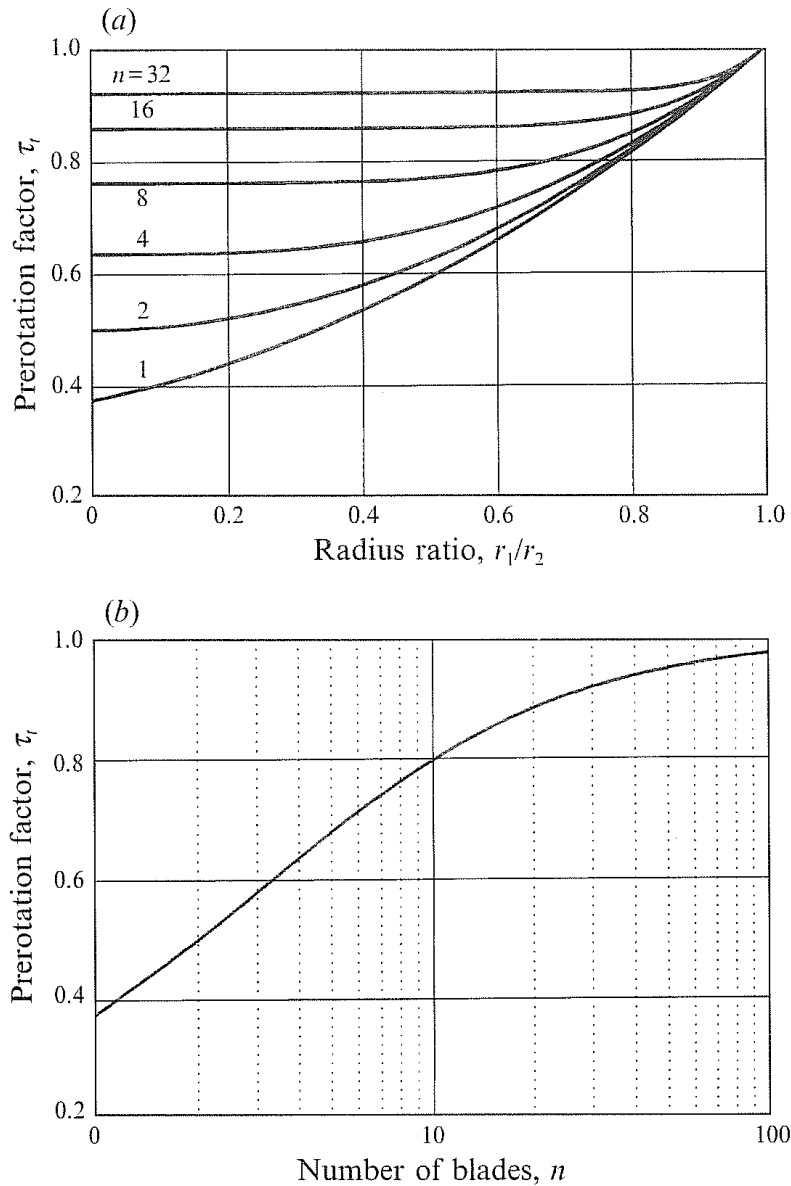 (a)
1.0
n = 32
16
0.8
8
4
0.6
2
1
0.4
0.2
0 0.2 0.4 0.6 0.8 1.0
Prerotation factor, τt
Radius ratio, r1/r2
(b)
1.0
0.8
0.6
0.4
0.2
0 10 100
Prerotation factor, τt
Number of blades, n